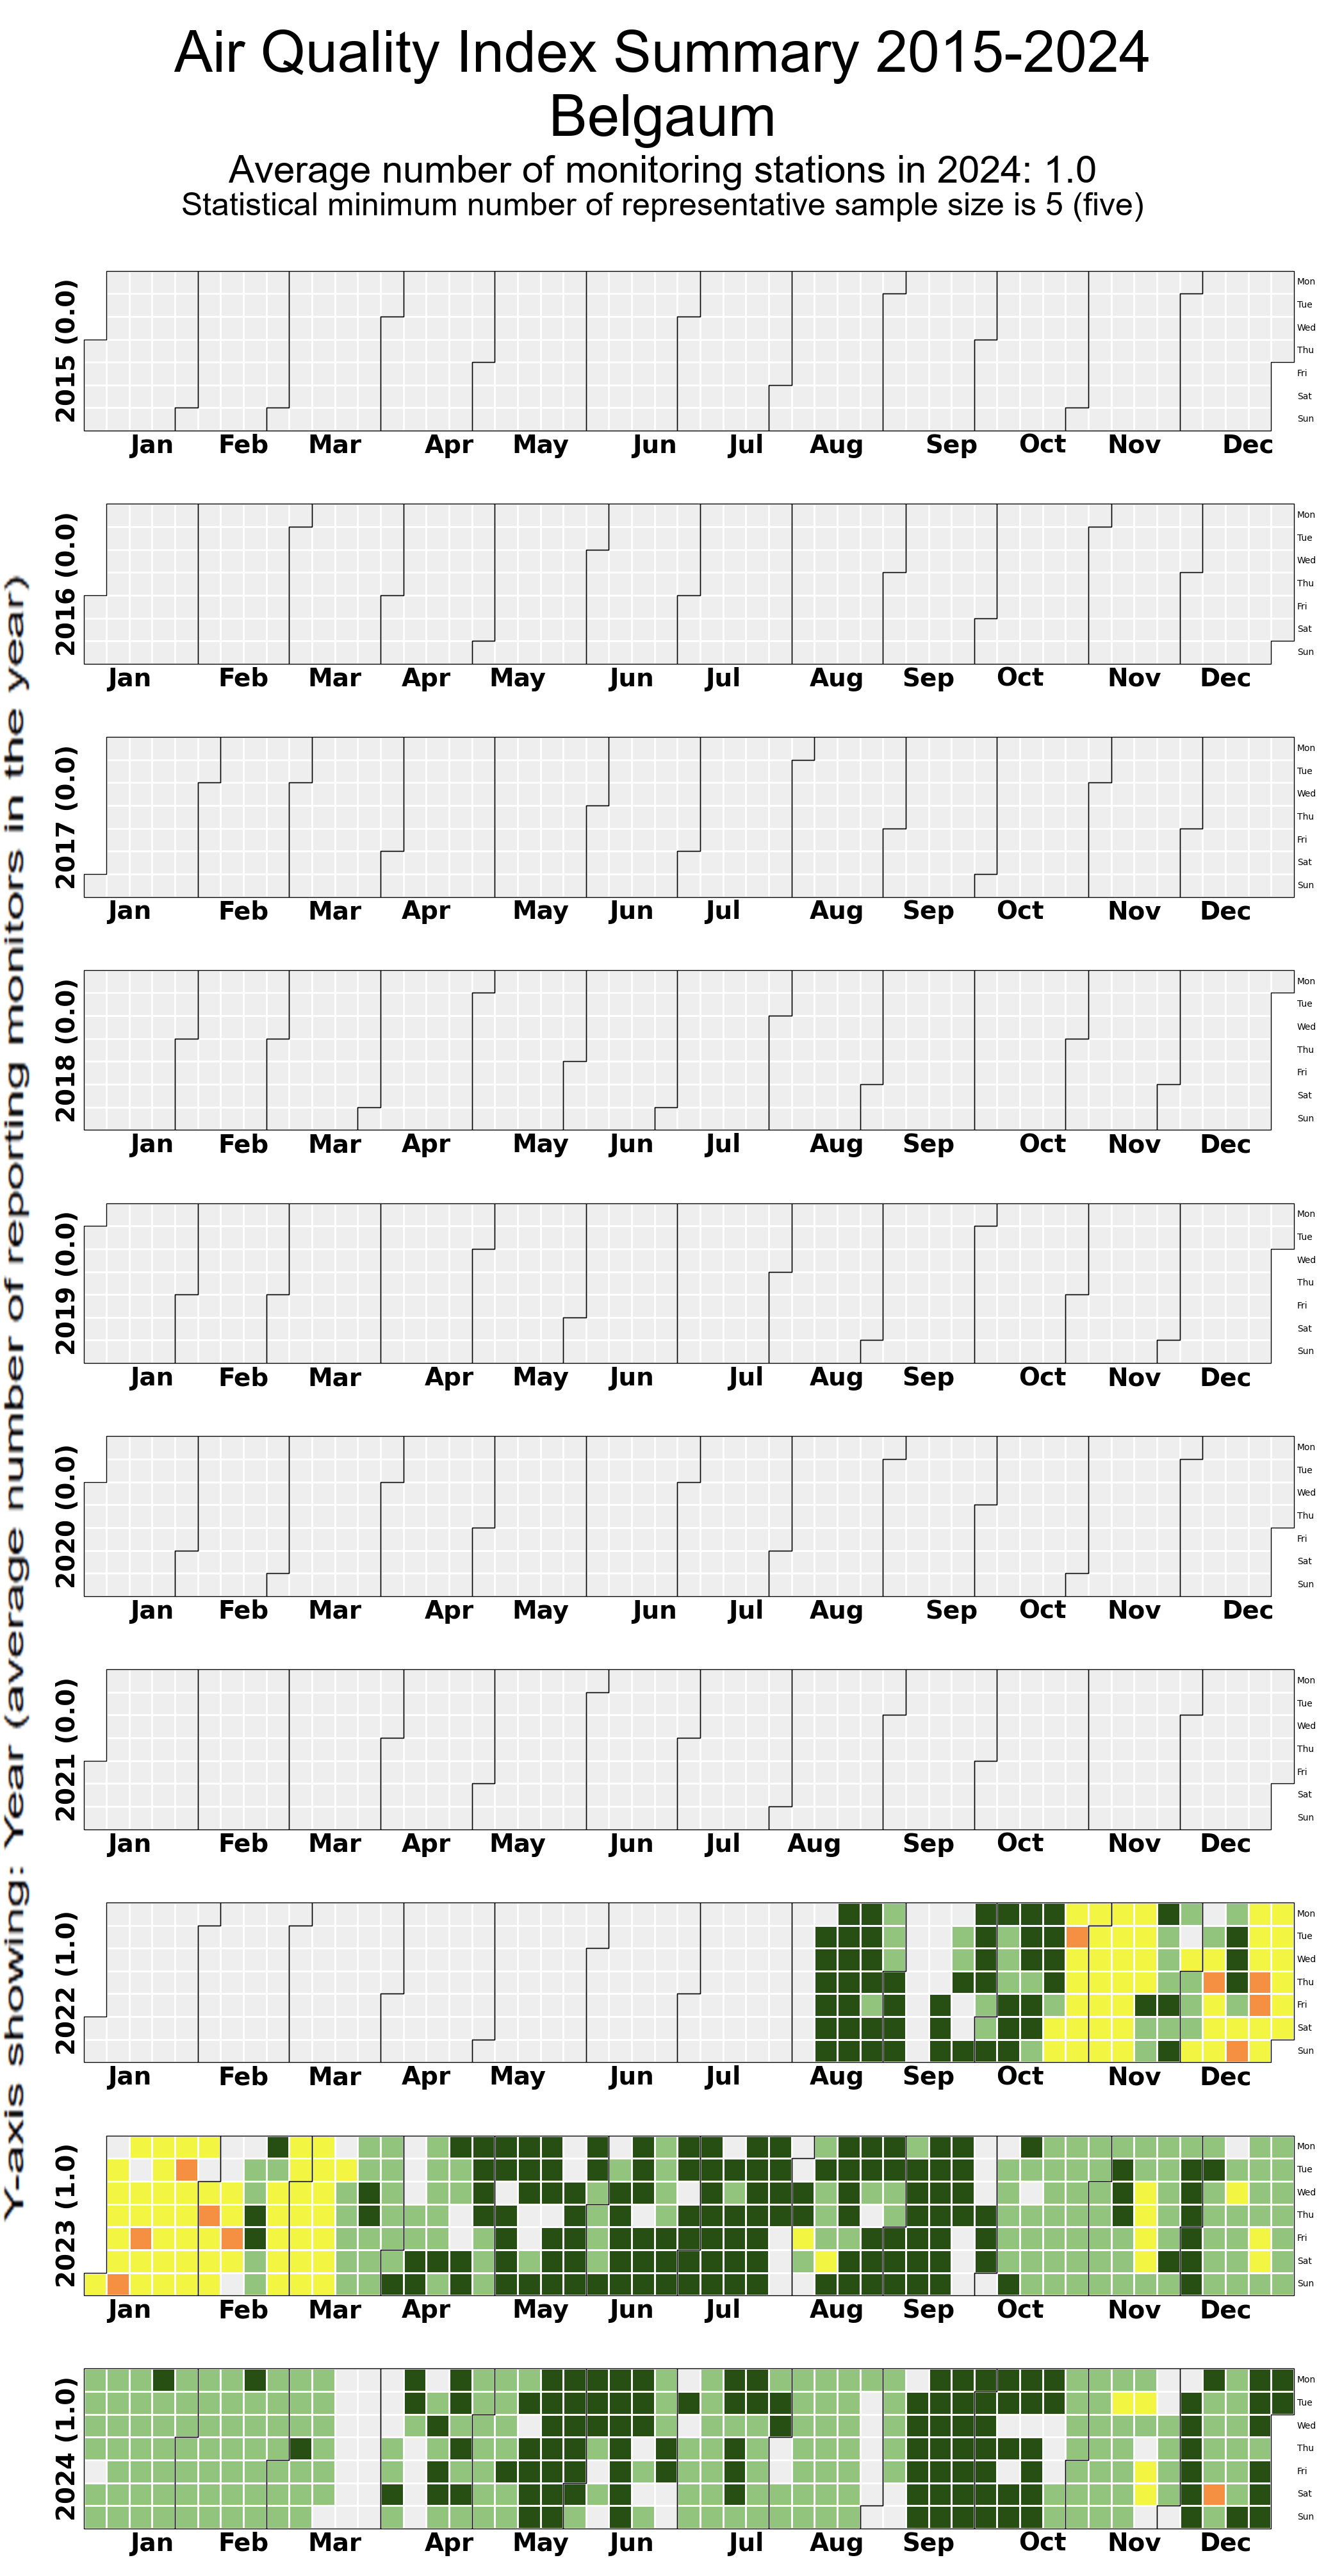 Air Quality Index Summary 2015-2024
Belgaum
Average number of monitoring stations in 2024: 1.0
Statistical minimum number of representative sample size is 5 (five)
Y-axis showing: Year (average number of reporting monitors in the year)
2015 (0.0)
Mon
Tue
Wed
Thu
Fri
Sat
Sun
Jan Feb Mar Apr May Jun Jul Aug Sep Oct Nov Dec
2016 (0.0)
Mon
Tue
Wed
Thu
Fri
Sat
Sun
Jan Feb Mar Apr May Jun Jul Aug Sep Oct Nov Dec
2017 (0.0)
Mon
Tue
Wed
Thu
Fri
Sat
Sun
Jan Feb Mar Apr May Jun Jul Aug Sep Oct Nov Dec
2018 (0.0)
Mon
Tue
Wed
Thu
Fri
Sat
Sun
Jan Feb Mar Apr May Jun Jul Aug Sep Oct Nov Dec
2019 (0.0)
Mon
Tue
Wed
Thu
Fri
Sat
Sun
Jan Feb Mar Apr May Jun Jul Aug Sep Oct Nov Dec
2020 (0.0)
Mon
Tue
Wed
Thu
Fri
Sat
Sun
Jan Feb Mar Apr May Jun Jul Aug Sep Oct Nov Dec
2021 (0.0)
Mon
Tue
Wed
Thu
Fri
Sat
Sun
Jan Feb Mar Apr May Jun Jul Aug Sep Oct Nov Dec
2022 (1.0)
Mon
Tue
Wed
Thu
Fri
Sat
Sun
Jan Feb Mar Apr May Jun Jul Aug Sep Oct Nov Dec
2023 (1.0)
Mon
Tue
Wed
Thu
Fri
Sat
Sun
Jan Feb Mar Apr May Jun Jul Aug Sep Oct Nov Dec
2024 (1.0)
Mon
Tue
Wed
Thu
Fri
Sat
Sun
Jan Feb Mar Apr May Jun Jul Aug Sep Oct Nov Dec